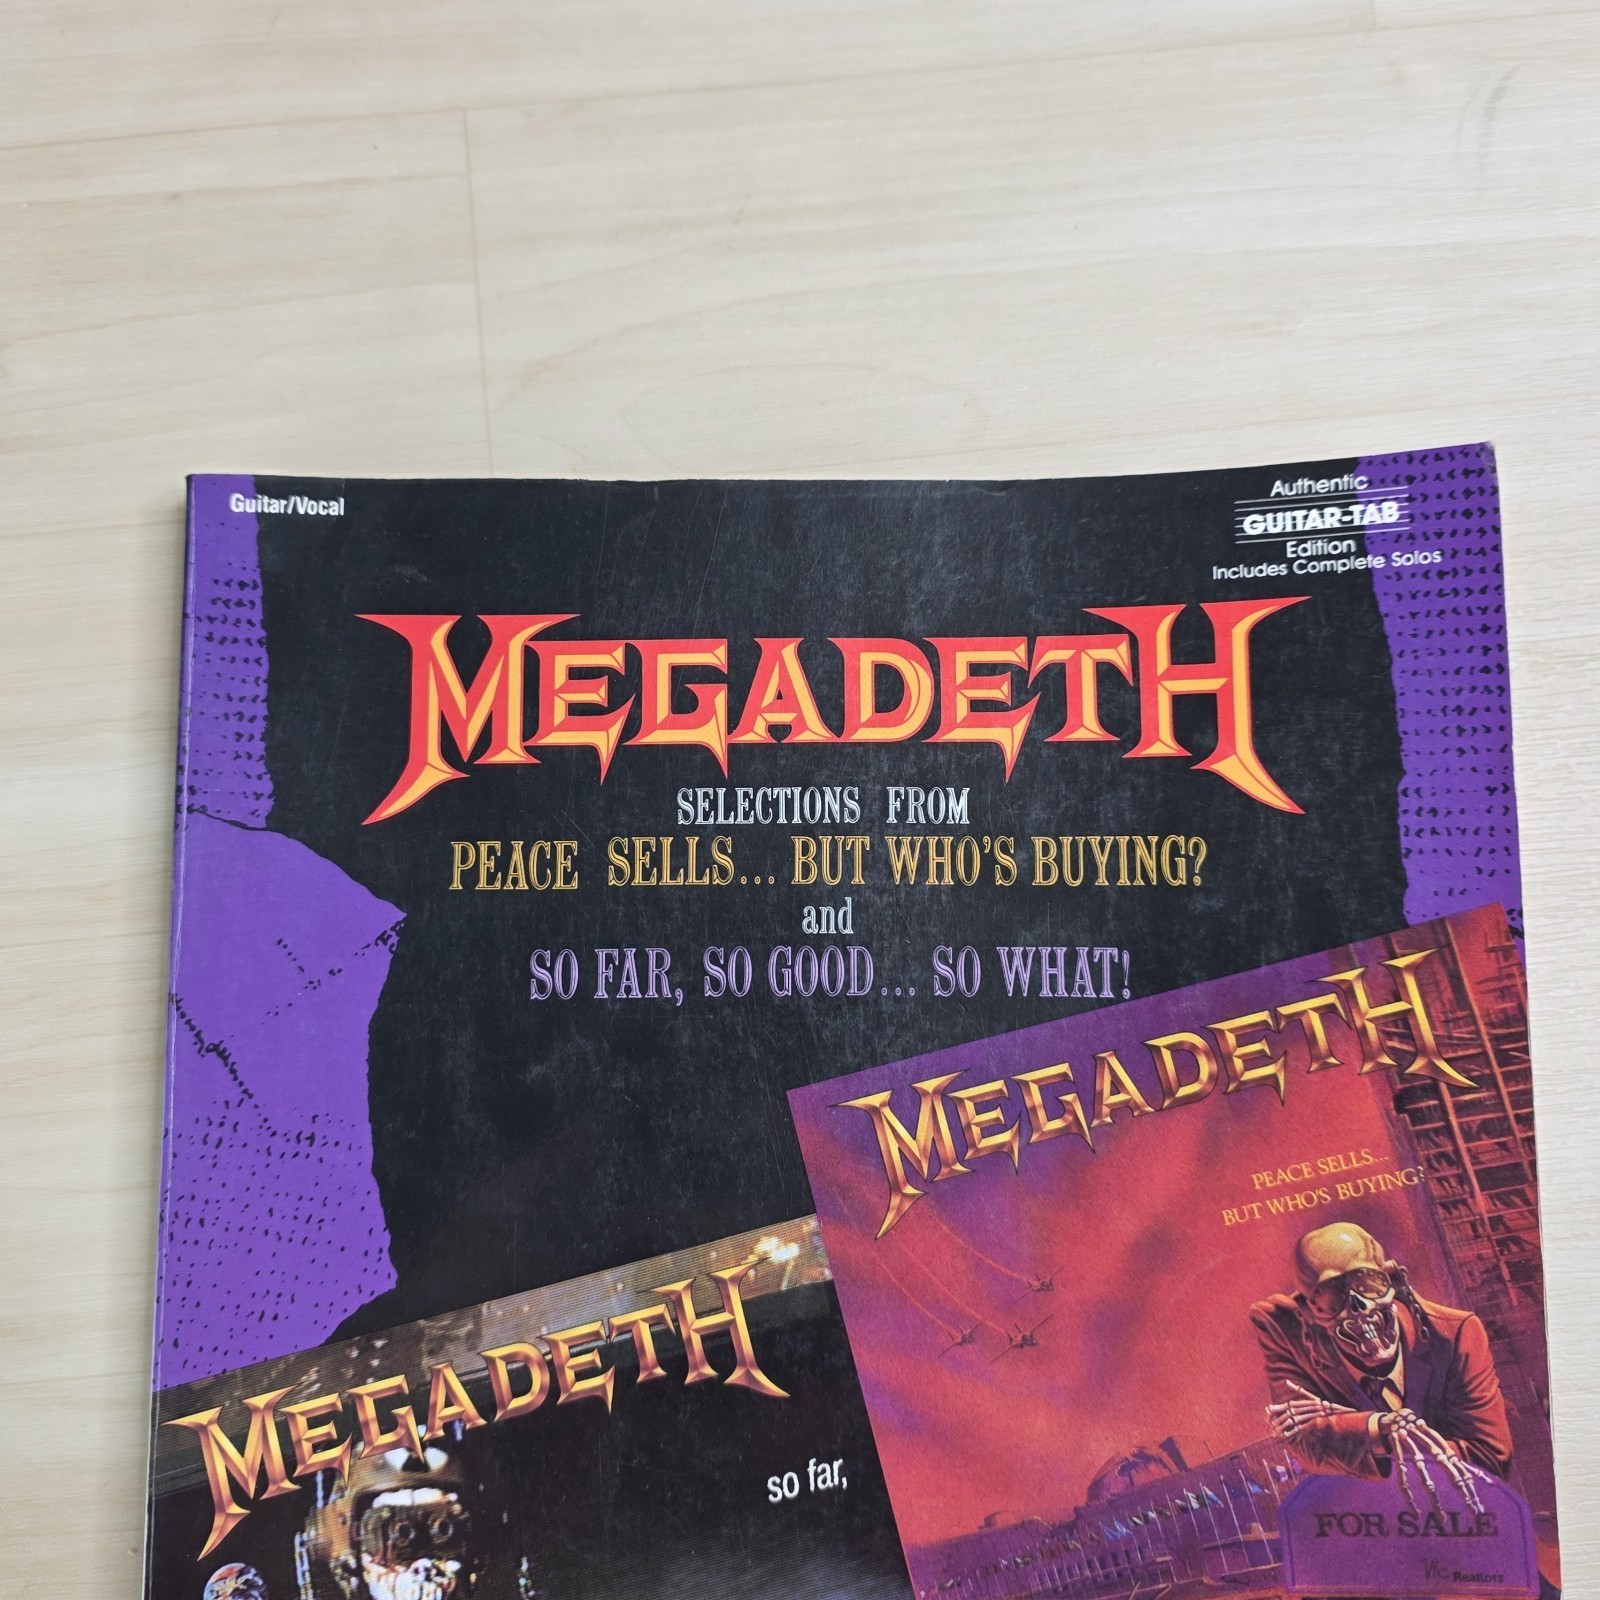 Guitar/Vocal
Authentic
GUITAR-TAB
Edition
Includes Complete Solos
MEGADETH
SELECTIONS FROM
PEACE SELLS... BUT WHO'S BUYING?
and
SO FAR, SO GOOD... SO WHAT!
MEGADETH
PEACE SELLS...
BUT WHO'S BUYING?
FOR SALE
Vic Realtors
MEGADETH
so far,